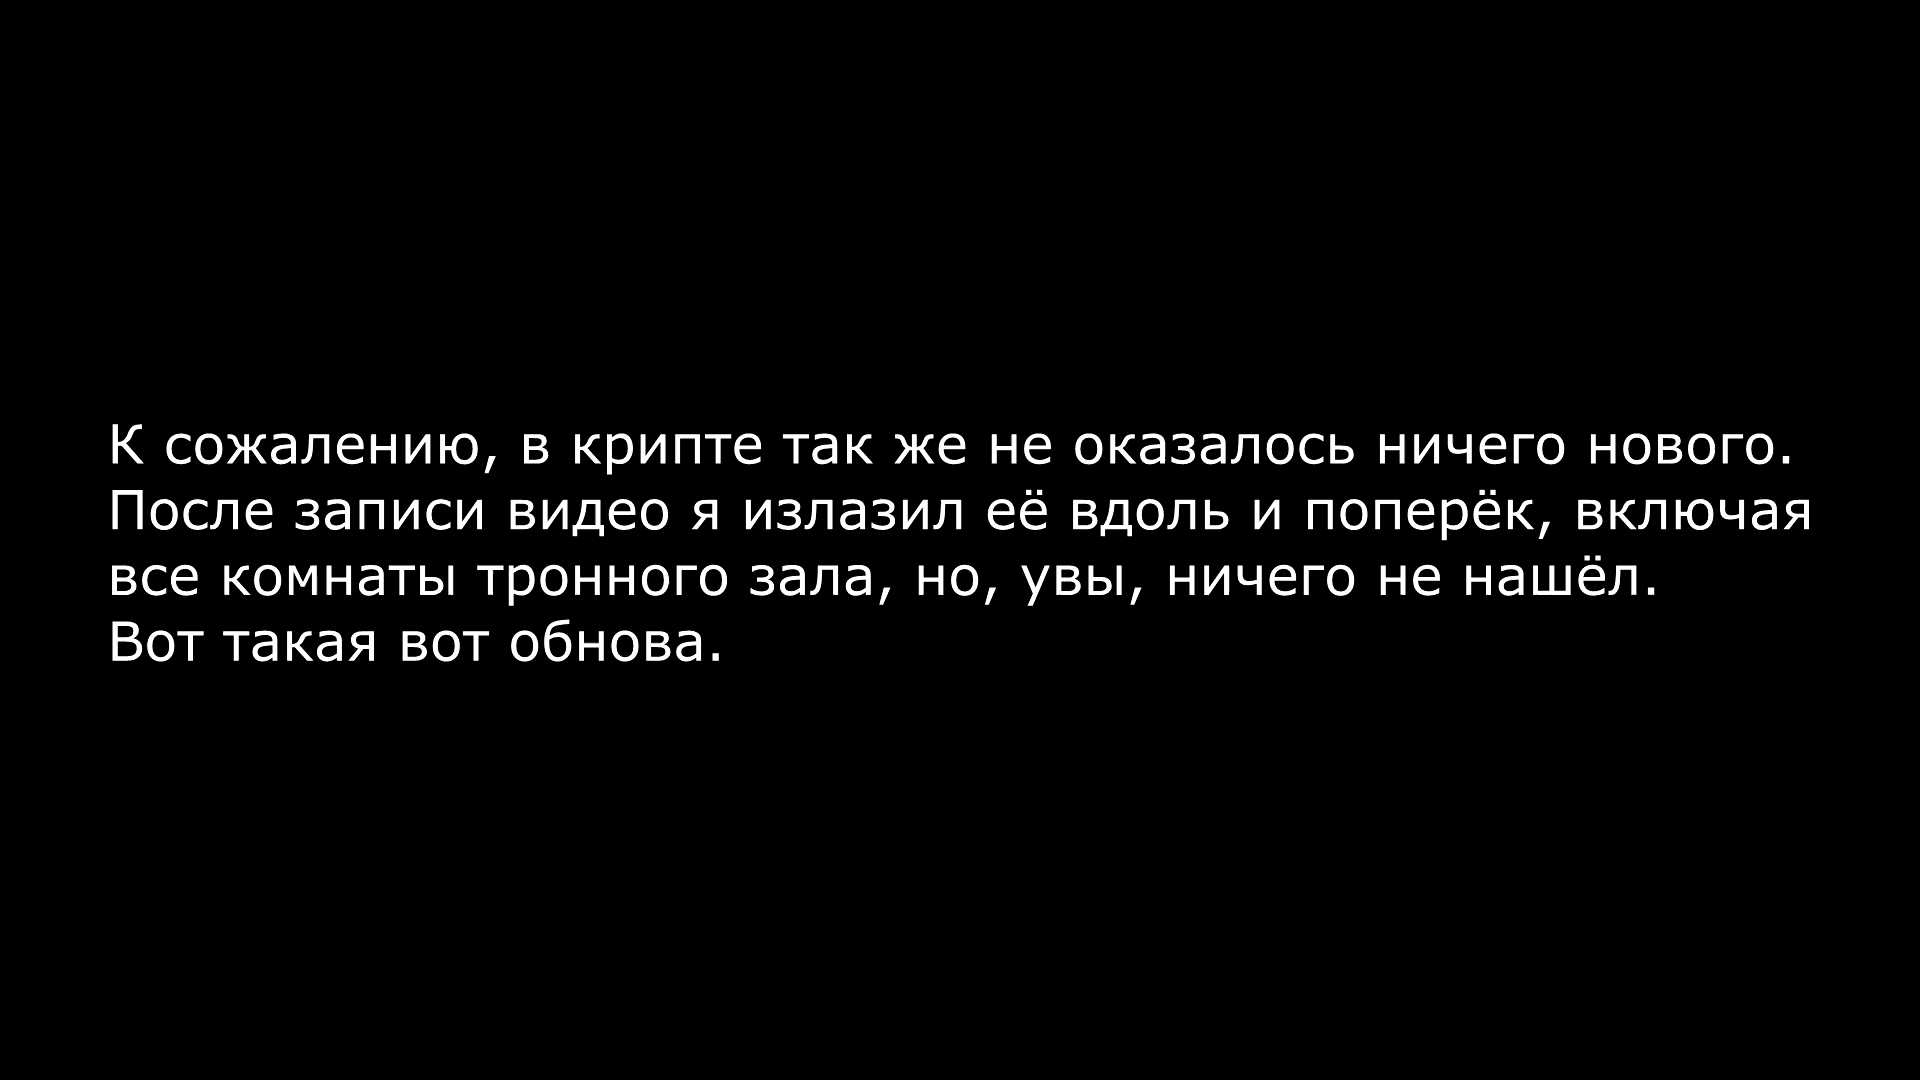 К сожалению, в крипте так же не оказалось ничего нового.
После записи видео я излазил её вдоль и поперёк, включая
все комнаты тронного зала, но, увы, ничего не нашёл.
Вот такая вот обнова.